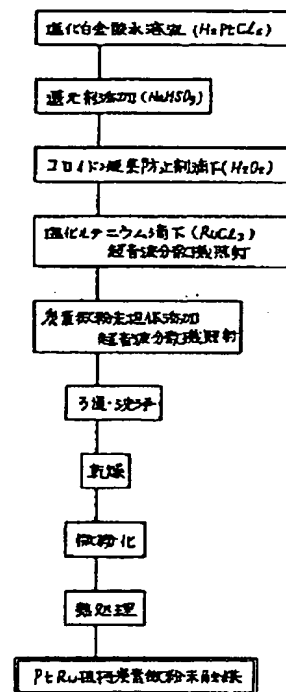 塩化白金酸水溶液 (H₂PtCl₆)
還元剤添加 (NaHSO₃)
コロイド凝集防止剤滴下 (H₂O₂)
塩化ルテニウム滴下 (RuCl₃)
超音波分散機照射
炭素微粉末担体添加
超音波分散機照射
ろ過・洗浄
乾燥
微粉化
熱処理
PtRu担持炭素微粉末触媒